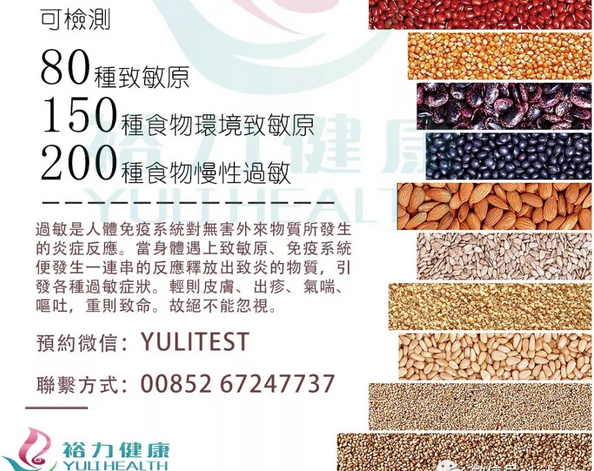 可檢測
80種致敏原
150種食物環境致敏原
200種食物慢性過敏
裕力健康
YULI HEALTH
過敏是人體免疫系統對無害外來物質所發生
的炎症反應。當身體遇上致敏原、免疫系統
便發生一連串的反應釋放出致炎的物質，引
發各種過敏症狀。輕則皮膚、出疹、氣喘、
嘔吐，重則致命。故絕不能忽視。
預約微信：YULITEST
聯繫方式：00852 67247737
裕力健康
YULI HEALTH